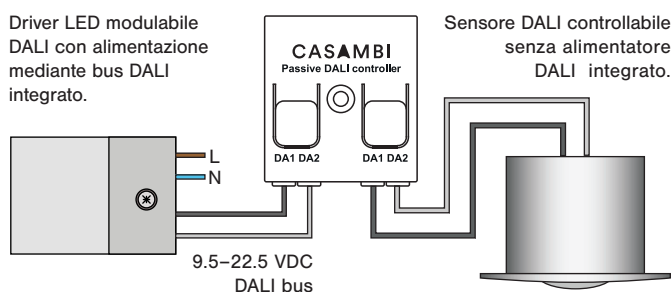 Driver LED modulabile
DALI con alimentazione
mediante bus DALI
integrato.
CASAMBI
Passive DALI controller
Sensore DALI controllabile
senza alimentatore
DALI integrato.
DA1 DA2
DA1 DA2
L
N
9.5–22.5 VDC
DALI bus